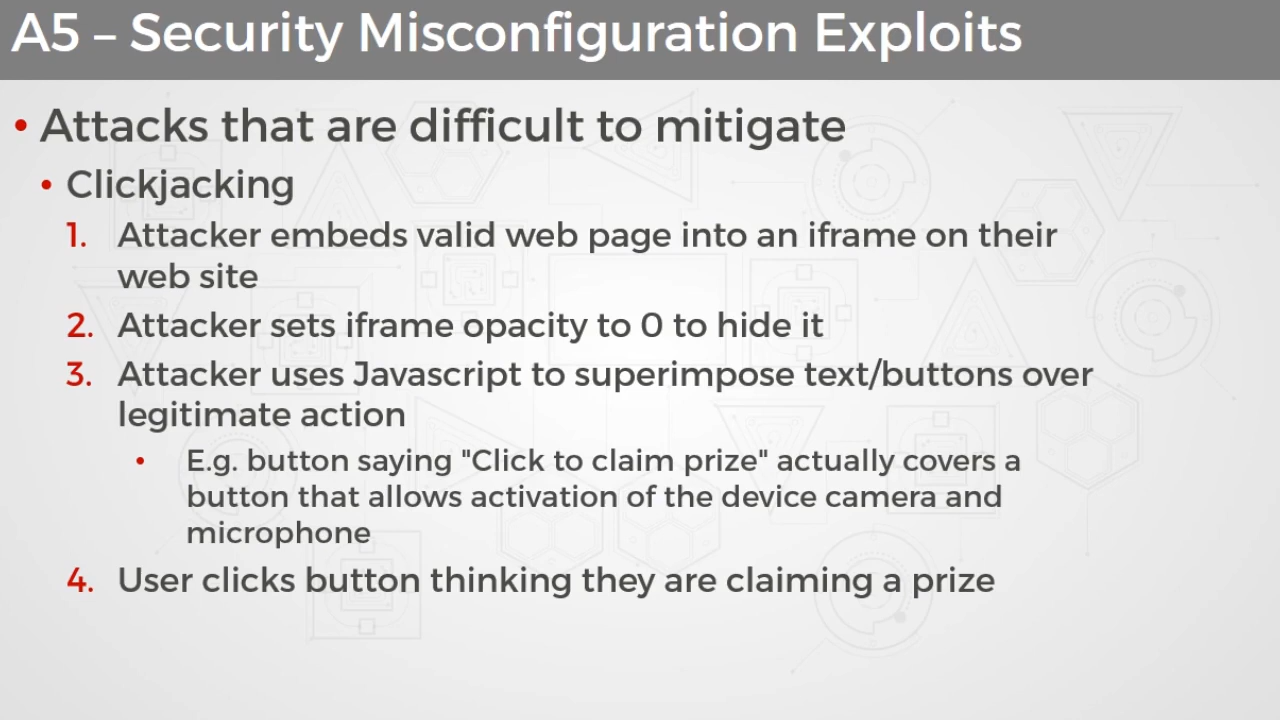 A5 – Security Misconfiguration Exploits
• Attacks that are difficult to mitigate
• Clickjacking
1. Attacker embeds valid web page into an iframe on their
web site
2. Attacker sets iframe opacity to 0 to hide it
3. Attacker uses Javascript to superimpose text/buttons over
legitimate action
• E.g. button saying "Click to claim prize" actually covers a
button that allows activation of the device camera and
microphone
4. User clicks button thinking they are claiming a prize